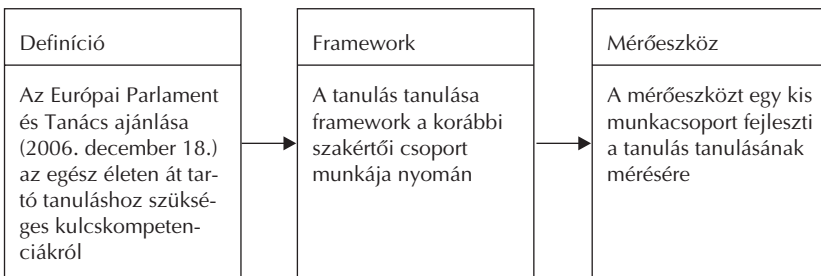 Definíció
Az Európai Parlament
és Tanács ajánlása
(2006. december 18.)
az egész életen át tar-
tó tanuláshoz szüksé-
ges kulcskompeten-
ciákról
Framework
A tanulás tanulása
framework a korábbi
szakértői csoport
munkája nyomán
Mérőeszköz
A mérőeszközt egy kis
munkacsoport fejleszti
a tanulás tanulásának
mérésére